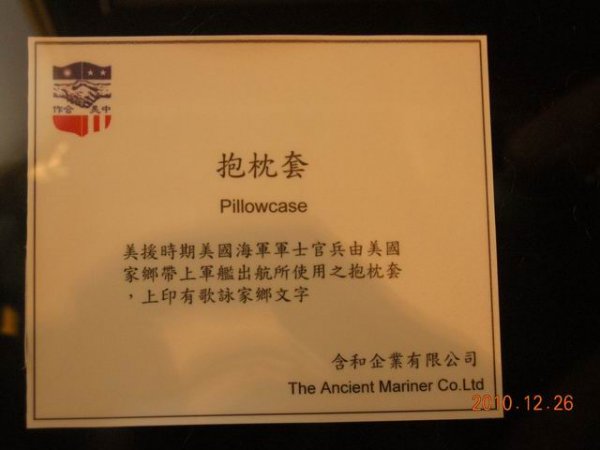 作合美中
抱枕套
Pillowcase
美援時期美國海軍軍士官兵由美國
家鄉帶上軍艦出航所使用之抱枕套
，上印有歌詠家鄉文字
含和企業有限公司
The Ancient Mariner Co.Ltd
2010.12.26